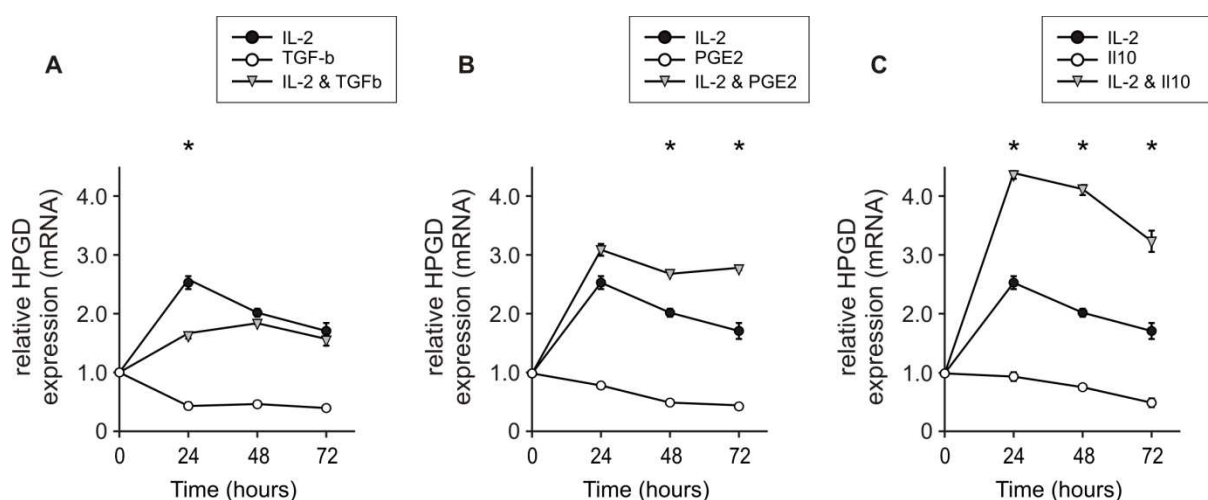 A
IL-2
TGF-b
IL-2 & TGFb
*
relative HPGD
expression (mRNA)
4.0
3.0
2.0
1.0
0
0 24 48 72
Time (hours)
B
IL-2
PGE2
IL-2 & PGE2
* *
relative HPGD
expression (mRNA)
4.0
3.0
2.0
1.0
0
0 24 48 72
Time (hours)
C
IL-2
Il10
IL-2 & Il10
* * *
relative HPGD
expression (mRNA)
4.0
3.0
2.0
1.0
0
0 24 48 72
Time (hours)